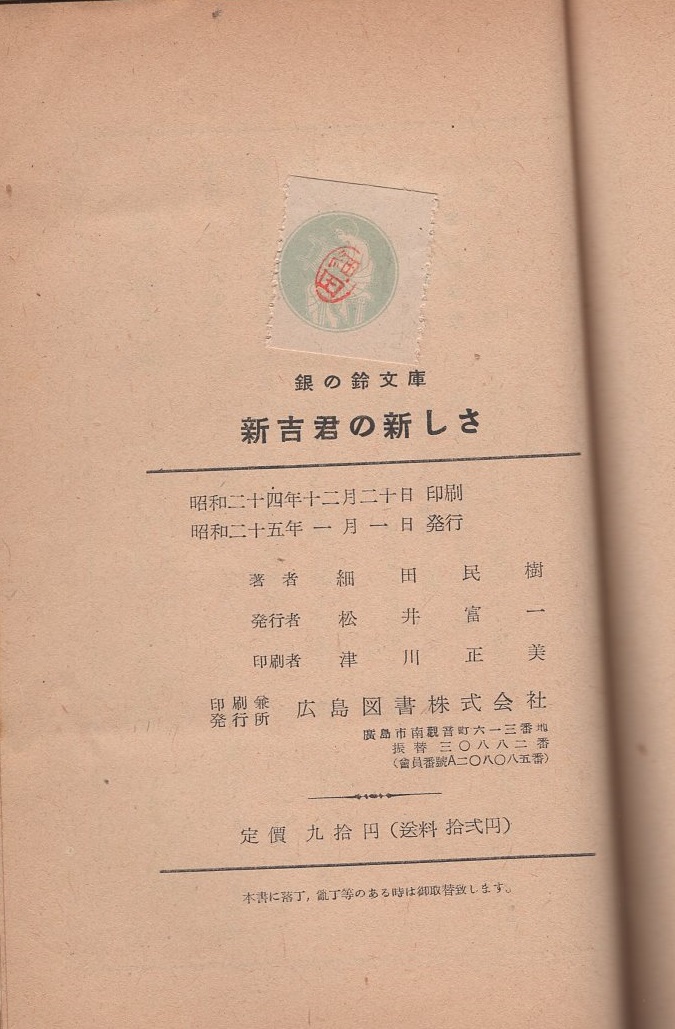 細田
銀の鈴文庫
新吉君の新しさ
昭和二十四年十二月二十日 印刷
昭和二十五年 一 月 一 日 発行
著 者 細 田 民 樹
発行者 松 井 富 一
印刷者 津 川 正 美
印刷兼
発行所 広島図書株式会社
廣島市南観音町六一三番地
振替 三〇八八二番
(會員番號A二〇八〇八五番)
定價 九拾円(送料 拾弐円)
本書に落丁,亂丁等のある時は御取替致します。